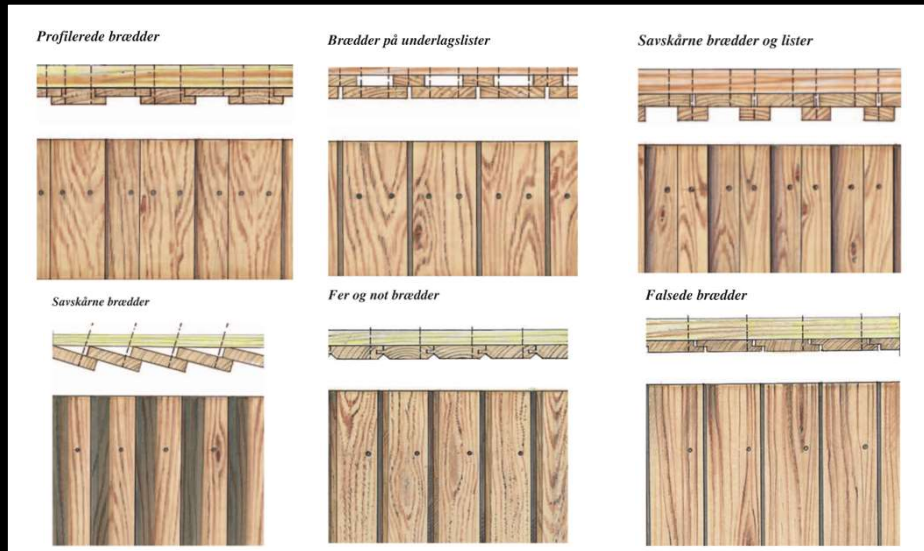 Profilerede brædder
Brædder på underlagslister
Savskårne brædder og lister
Savskårne brædder
Fer og not brædder
Falsede brædder